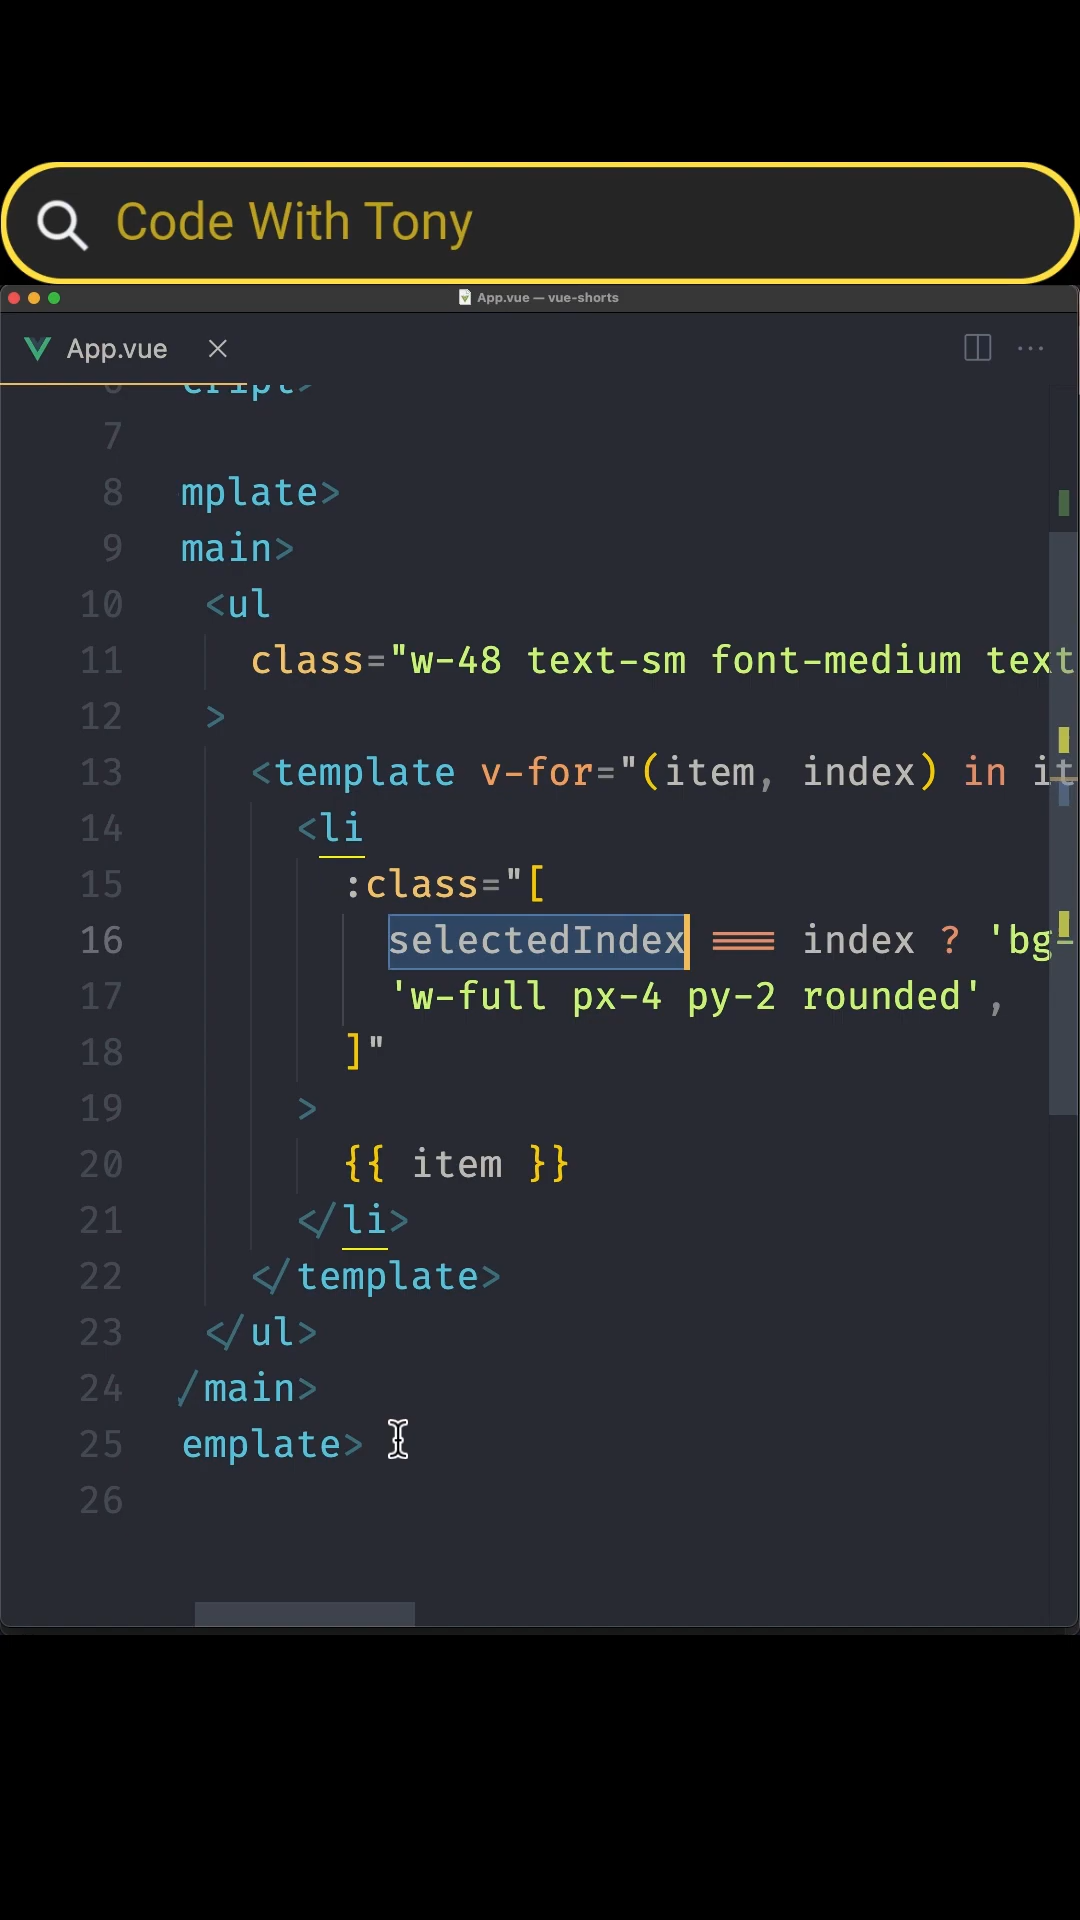 Code With Tony
App.vue — vue-shorts
App.vue
6 cript>
7
8 mplate>
9 main>
10 <ul
11 class="w-48 text-sm font-medium text
12 >
13 <template v-for="(item, index) in it
14 <li
15 :class="[
16 selectedIndex === index ? 'bg-
17 'w-full px-4 py-2 rounded',
18 ]"
19 >
20 {{ item }}
21 </li>
22 </template>
23 </ul>
24 /main>
25 emplate>
26